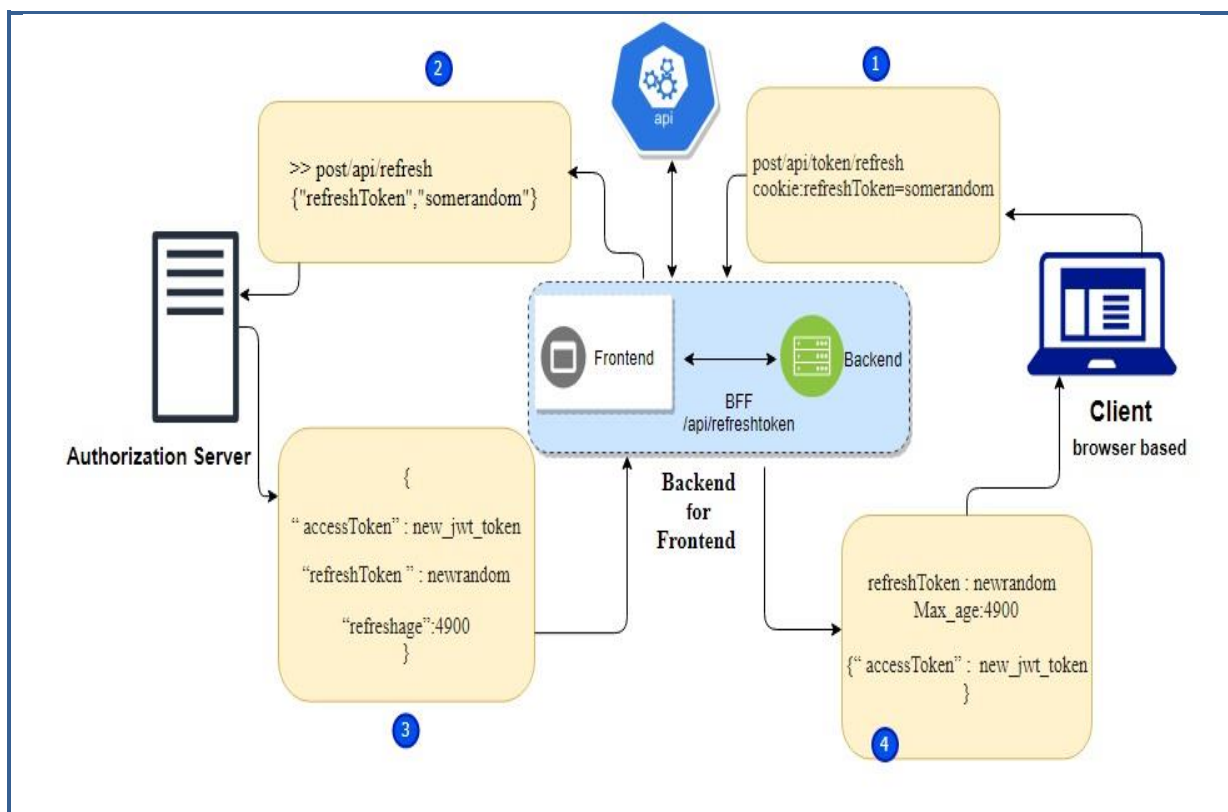 2
1
api
>> post/api/refresh
{"refreshToken","somerandom"}
post/api/token/refresh
cookie:refreshToken=somerandom
Frontend
Backend
BFF
/api/refreshtoken
Authorization Server
Client
browser based
Backend
for
Frontend
{
“ accessToken” : new_jwt_token
“refreshToken ” : newrandom
“refreshage”:4900
}
3
refreshToken : newrandom
Max_age:4900
{“ accessToken” : new_jwt_token
}
4